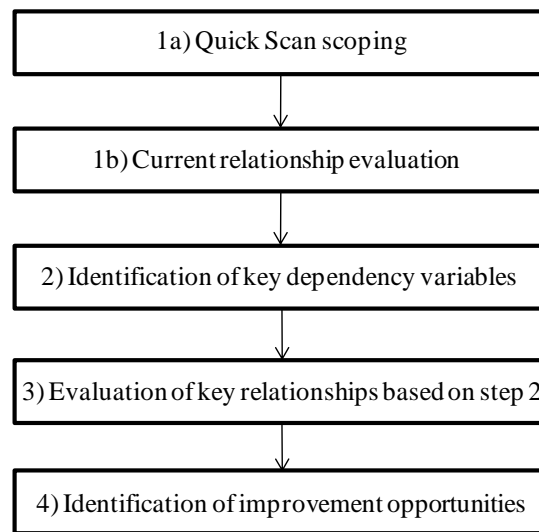 1a) Quick Scan scoping
1b) Current relationship evaluation
2) Identification of key dependency variables
3) Evaluation of key relationships based on step 2
4) Identification of improvement opportunities